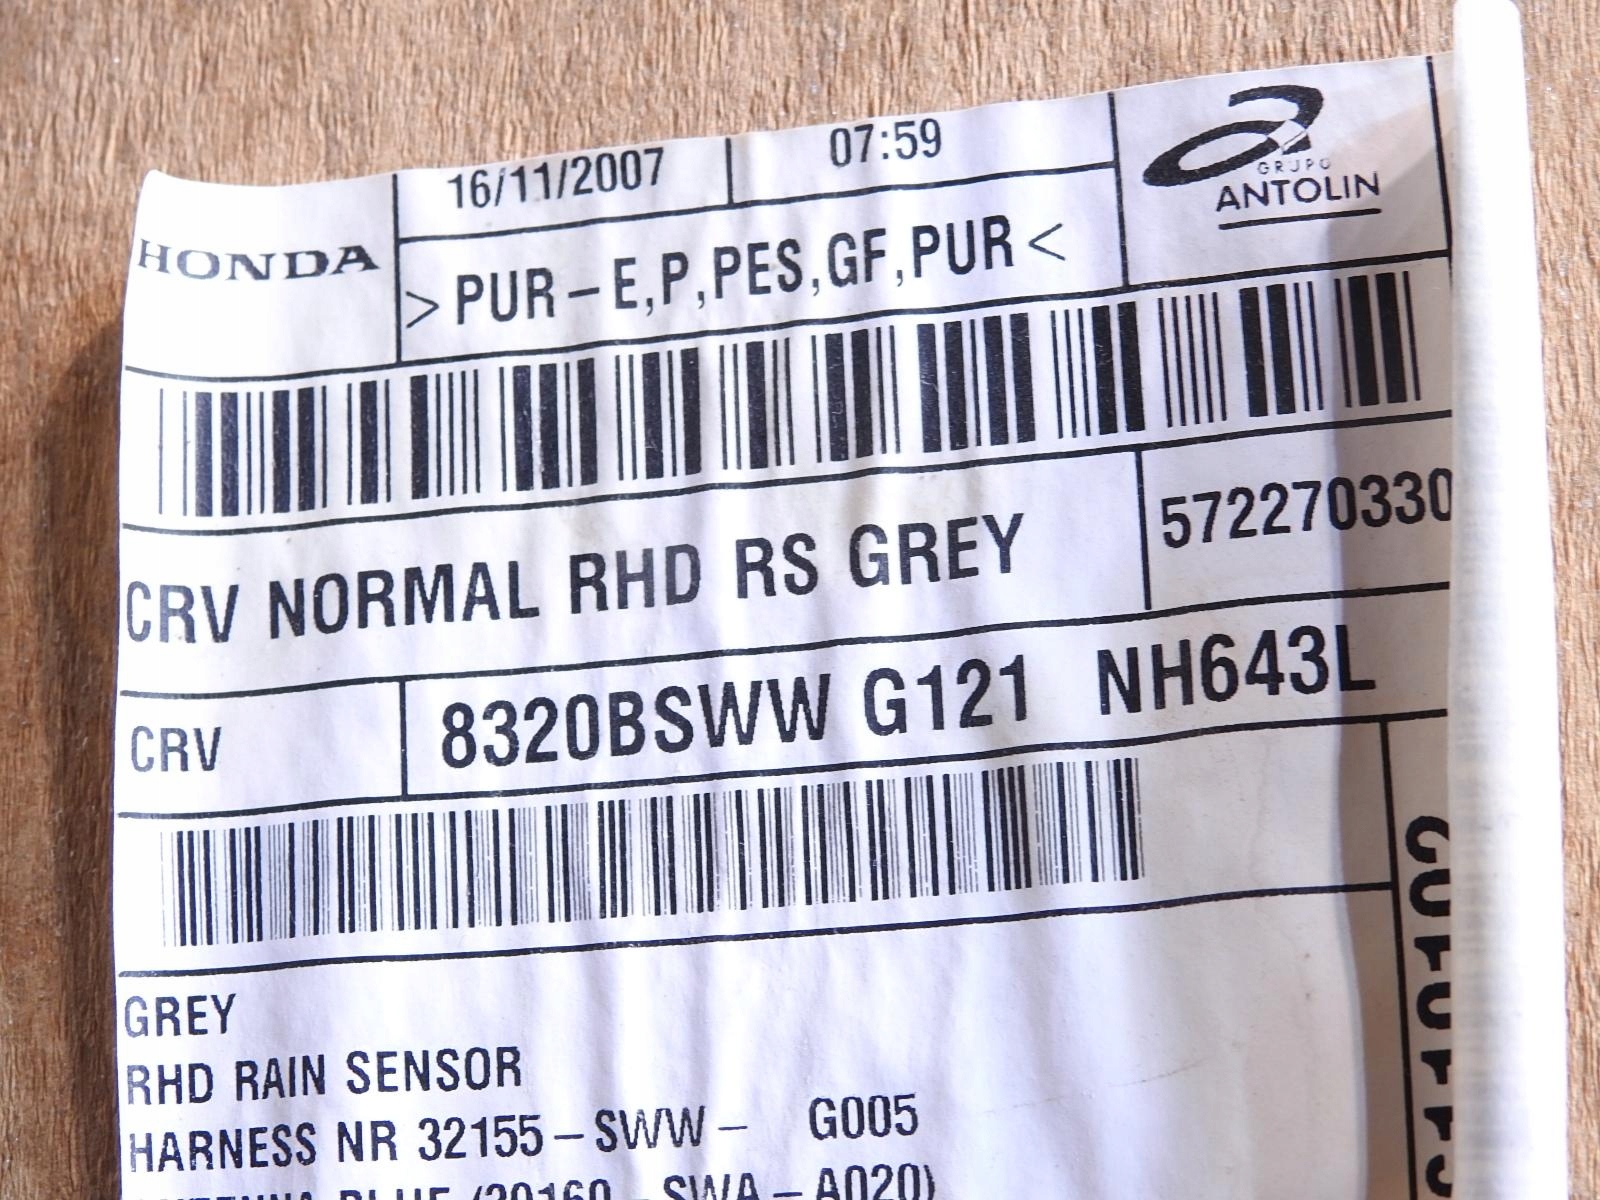 16/11/2007 07:59
HONDA
GRUPO
ANTOLIN
>PUR-E,P,PES,GF,PUR<
CRV NORMAL RHD RS GREY
572270330
CRV
8320BSWW G121 NH643L
GREY
RHD RAIN SENSOR
HARNESS NR 32155-SWW- G005